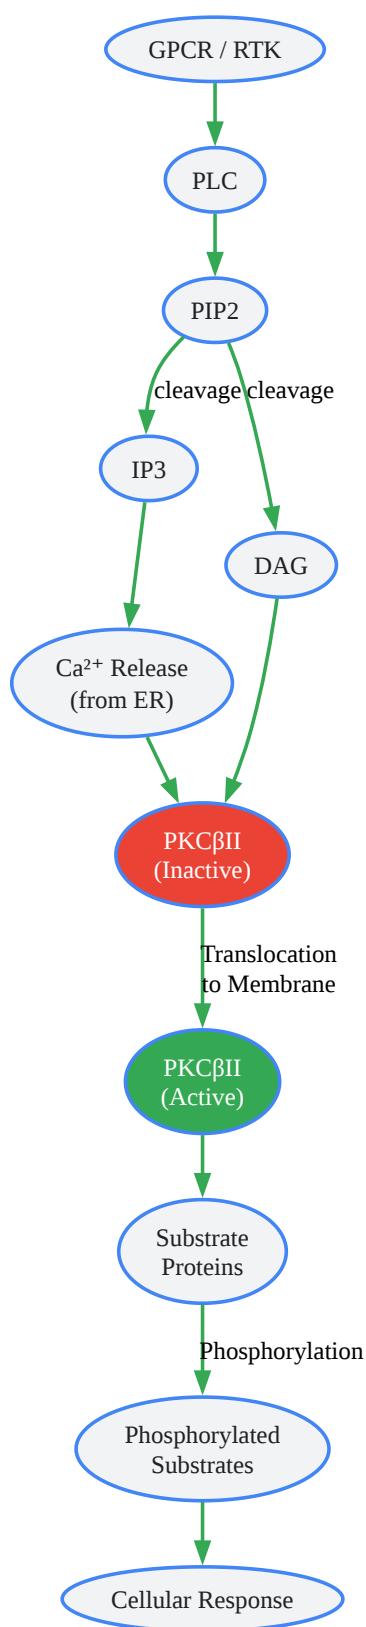 GPCR / RTK
PLC
PIP2
cleavage cleavage
IP3
DAG
Ca²⁺ Release
(from ER)
PKCβII
(Inactive)
Translocation
to Membrane
PKCβII
(Active)
Substrate
Proteins
Phosphorylation
Phosphorylated
Substrates
Cellular Response